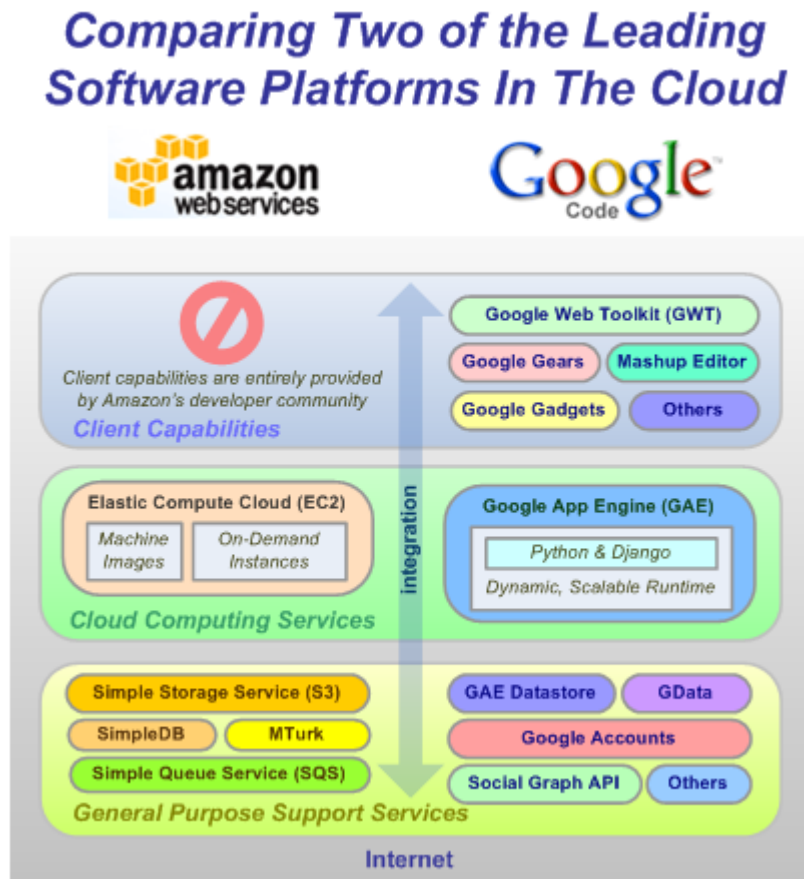 Comparing Two of the Leading
Software Platforms In The Cloud
amazon
webservices
Google™
Code
Client capabilities are entirely provided
by Amazon's developer community
Client Capabilities
Google Web Toolkit (GWT)
Google Gears
Mashup Editor
Google Gadgets
Others
integration
Elastic Compute Cloud (EC2)
Machine
Images
On-Demand
Instances
Cloud Computing Services
Google App Engine (GAE)
Python & Django
Dynamic, Scalable Runtime
Simple Storage Service (S3)
SimpleDB
MTurk
Simple Queue Service (SQS)
General Purpose Support Services
GAE Datastore
GData
Google Accounts
Social Graph API
Others
Internet